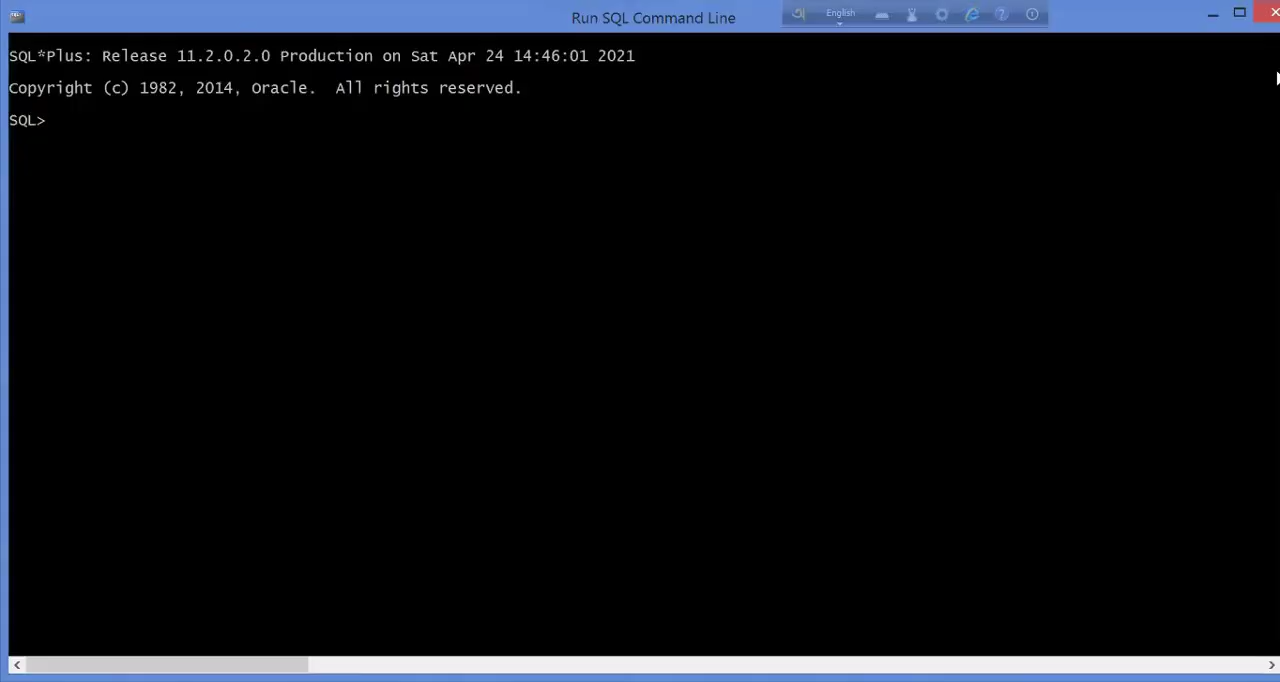 Run SQL Command Line
English
SQL*Plus: Release 11.2.0.2.0 Production on Sat Apr 24 14:46:01 2021
Copyright (c) 1982, 2014, Oracle.  All rights reserved.
SQL>